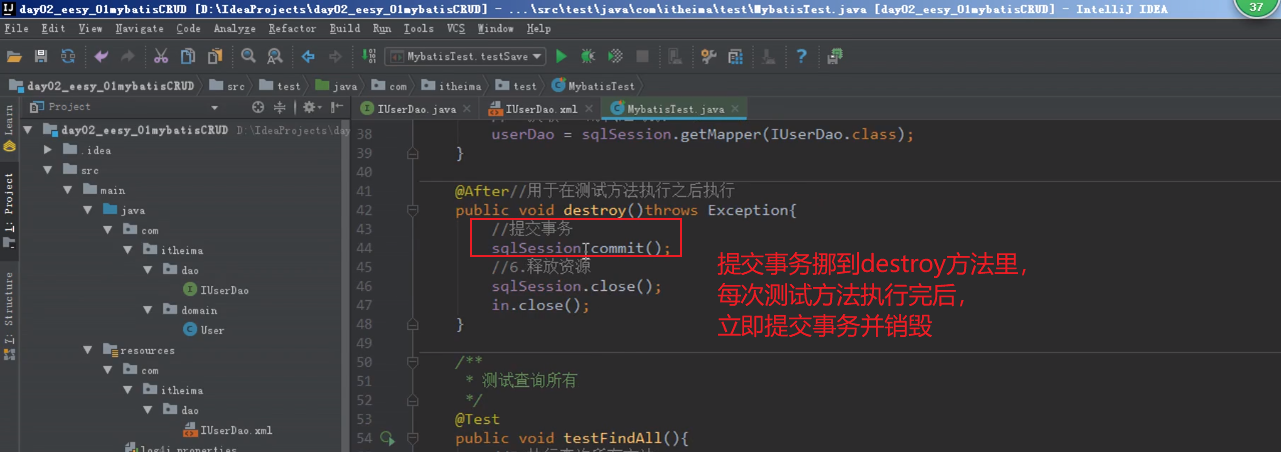 day02_eesy_01mybatisCRUD [D:\IdeaProjects\day02_eesy_01mybatisCRUD] - ...\src\test\java\com\itheima\test\MybatisTest.java [day02_eesy_01mybatisCRUD] - IntelliJ IDEA
37
File Edit View Navigate Code Analyze Refactor Build Run Tools VCS Window Help
MybatisTest.testSave
day02_eesy_01mybatisCRUD src test java com itheima test MybatisTest
Project
IUserDao.java
IUserDao.xml
MybatisTest.java
Learn
1: Project
7: Structure
day02_eesy_01mybatisCRUD D:\IdeaProjects\day
.idea
src
main
java
com
itheima
dao
IUserDao
domain
User
resources
com
itheima
dao
IUserDao.xml
log4j.properties
38 userDao = sqlSession.getMapper(IUserDao.class);
39 }
40
41 @After//用于在测试方法执行之后执行
42 public void destroy()throws Exception{
43 //提交事务
44 sqlSession.commit();
45 //6.释放资源
46 sqlSession.close();
47 in.close();
48 }
49
50 /**
51 * 测试查询所有
52 */
53 @Test
54 public void testFindAll(){
提交事务挪到destroy方法里，
每次测试方法执行完后，
立即提交事务并销毁